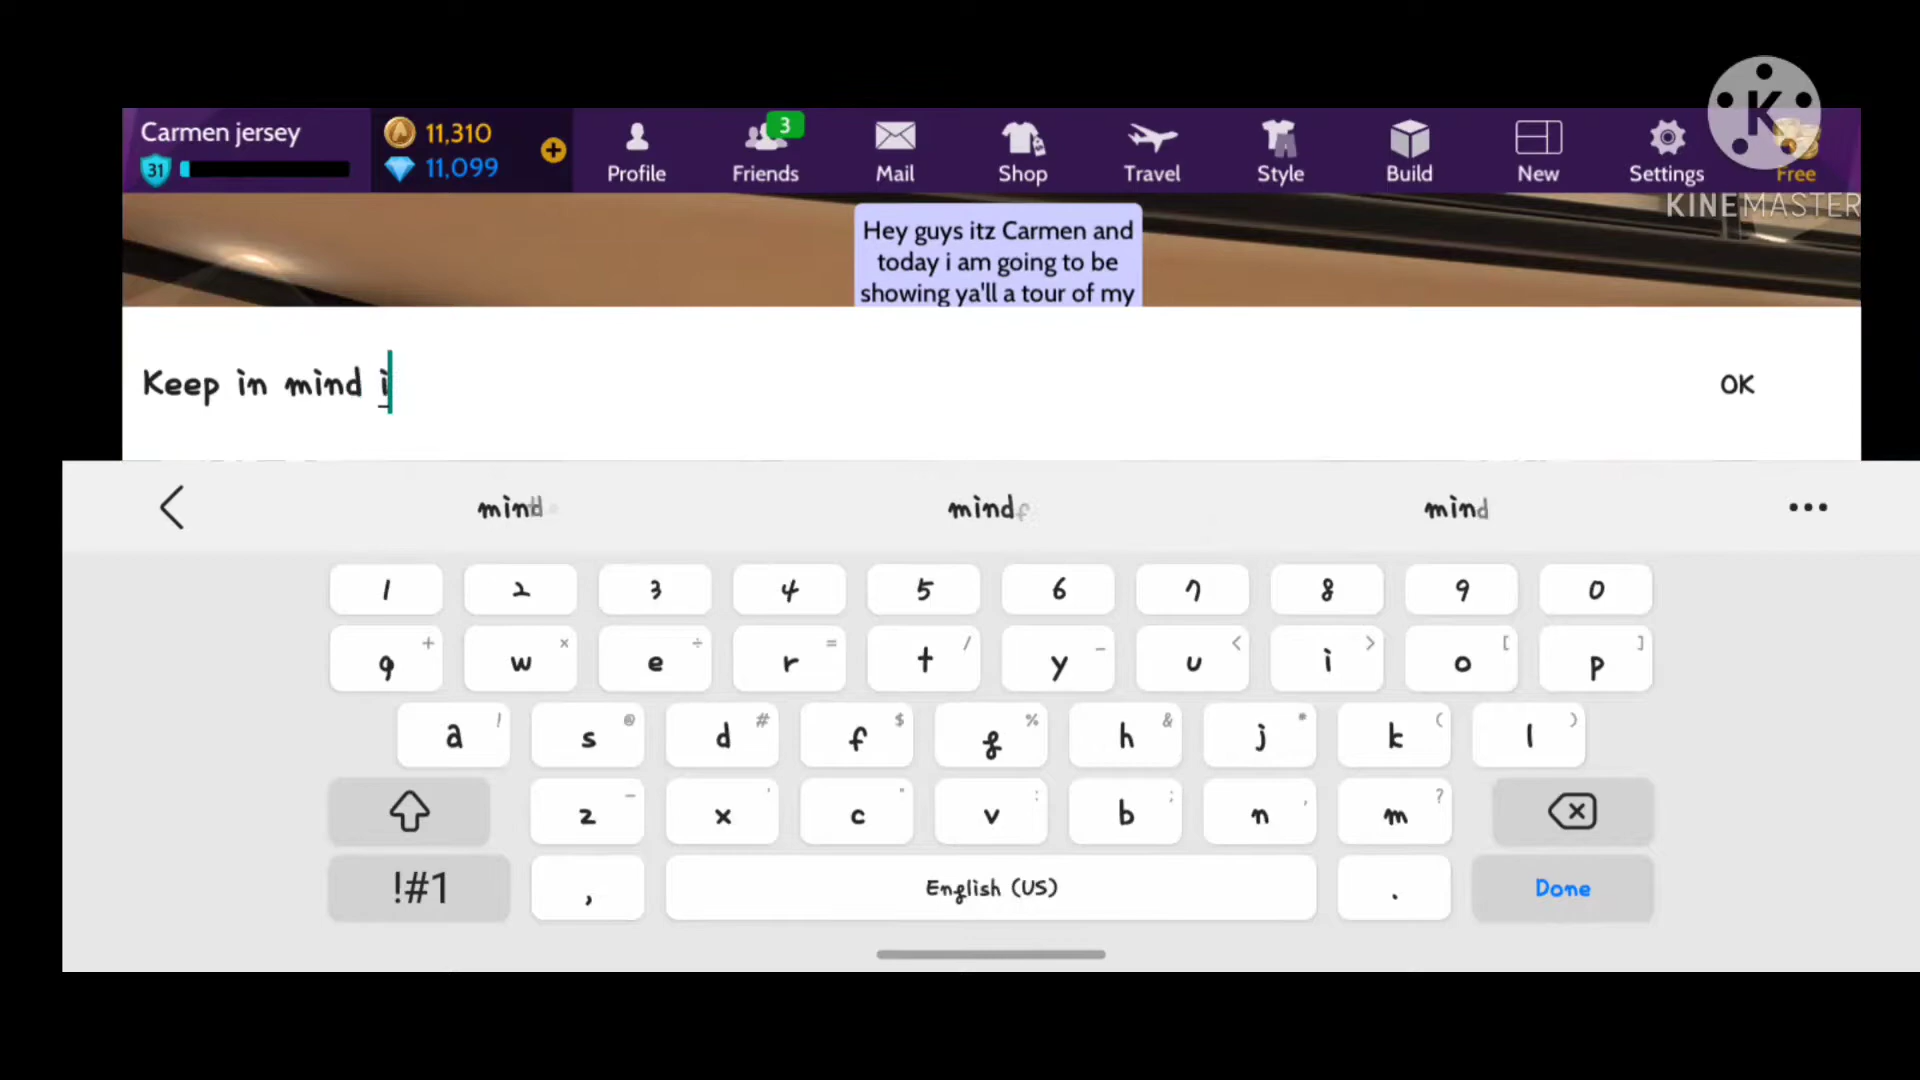 Carmen jersey
31
11,310
11,099
Profile
3
Friends
Mail
Shop
Travel
Style
Build
New
Settings
K
Free
KINEMASTER
Hey guys itz Carmen and
today i am going to be
showing ya'll a tour of my
Keep in mind i
OK
mind mind mind
1 2 3 4 5 6 7 8 9 0
+ × ÷ = / _ < > [ ]
q w e r t y u i o p
! @ # $ % & * ( )
a s d f g h j k l
- ' " : ; , ?
z x c v b n m
!#1 , English (US) . Done